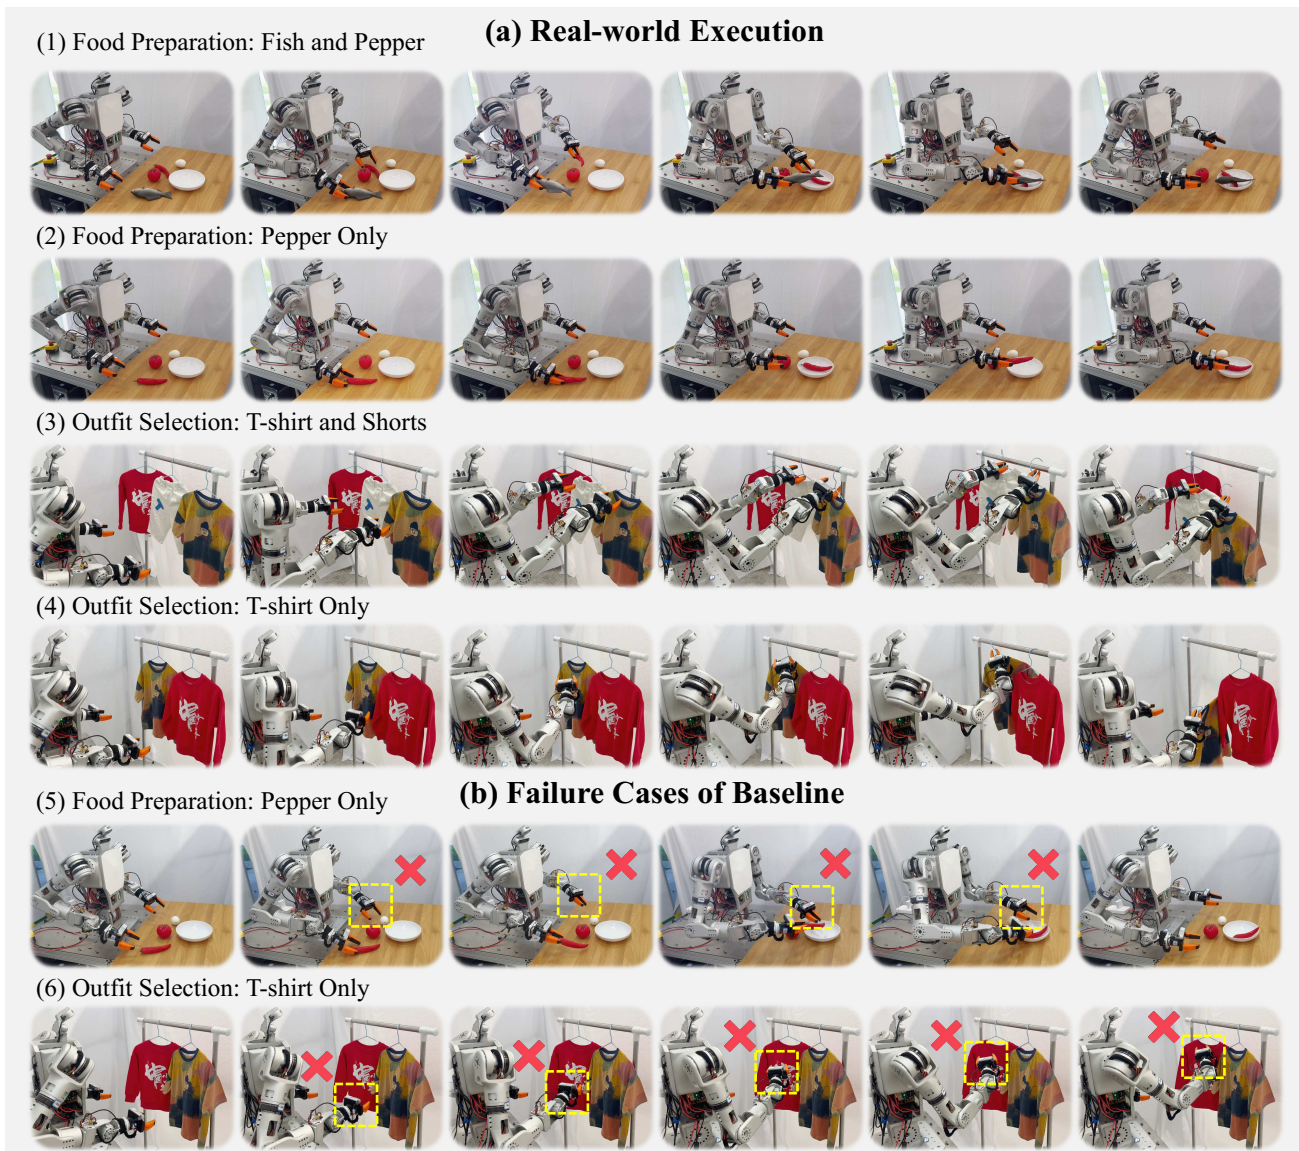 (a) Real-world Execution
(1) Food Preparation: Fish and Pepper
(2) Food Preparation: Pepper Only
(3) Outfit Selection: T-shirt and Shorts
(4) Outfit Selection: T-shirt Only
(b) Failure Cases of Baseline
(5) Food Preparation: Pepper Only
(6) Outfit Selection: T-shirt Only